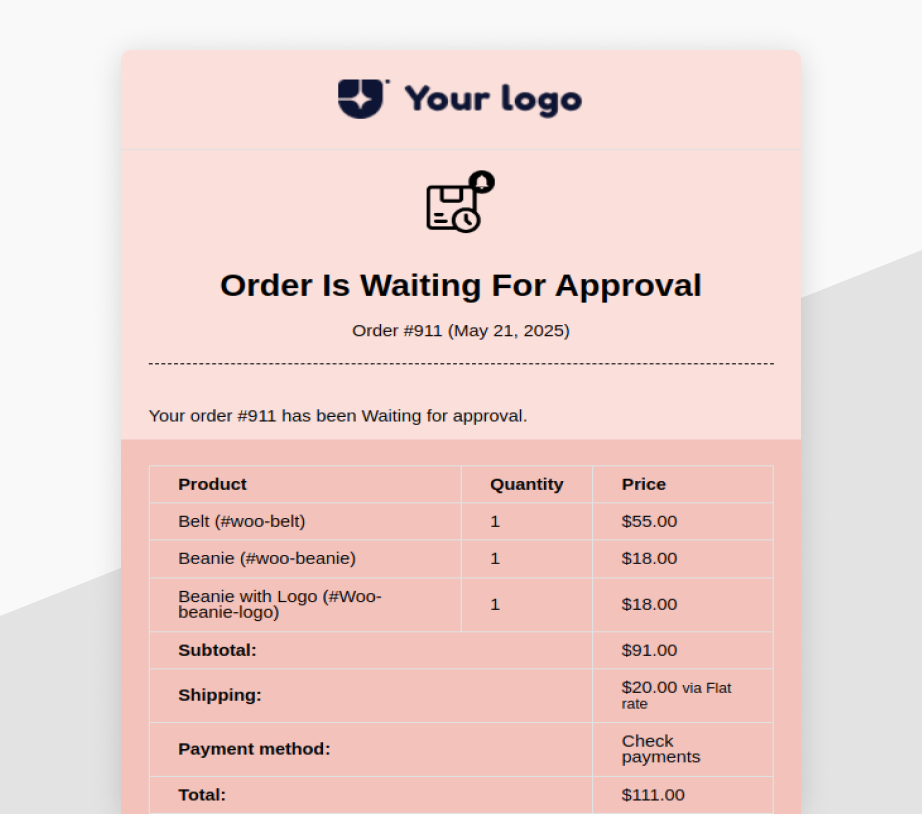 Your logo
Order Is Waiting For Approval
Order #911 (May 21, 2025)
Your order #911 has been Waiting for approval.
Product Quantity Price
Belt (#woo-belt) 1 $55.00
Beanie (#woo-beanie) 1 $18.00
Beanie with Logo (#Woo-
beanie-logo) 1 $18.00
Subtotal: $91.00
Shipping: $20.00 via Flat
rate
Payment method: Check
payments
Total: $111.00